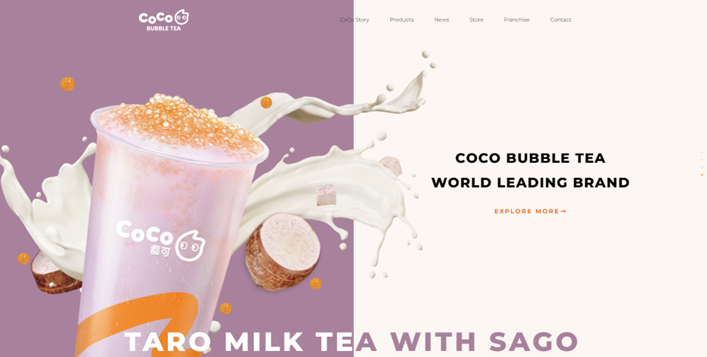 CoCo
BUBBLE TEA
CoCo Story Products News Store Franchise Contact
COCO BUBBLE TEA
WORLD LEADING BRAND
EXPLORE MORE→
CoCo
都可
TARO MILK TEA WITH SAGO